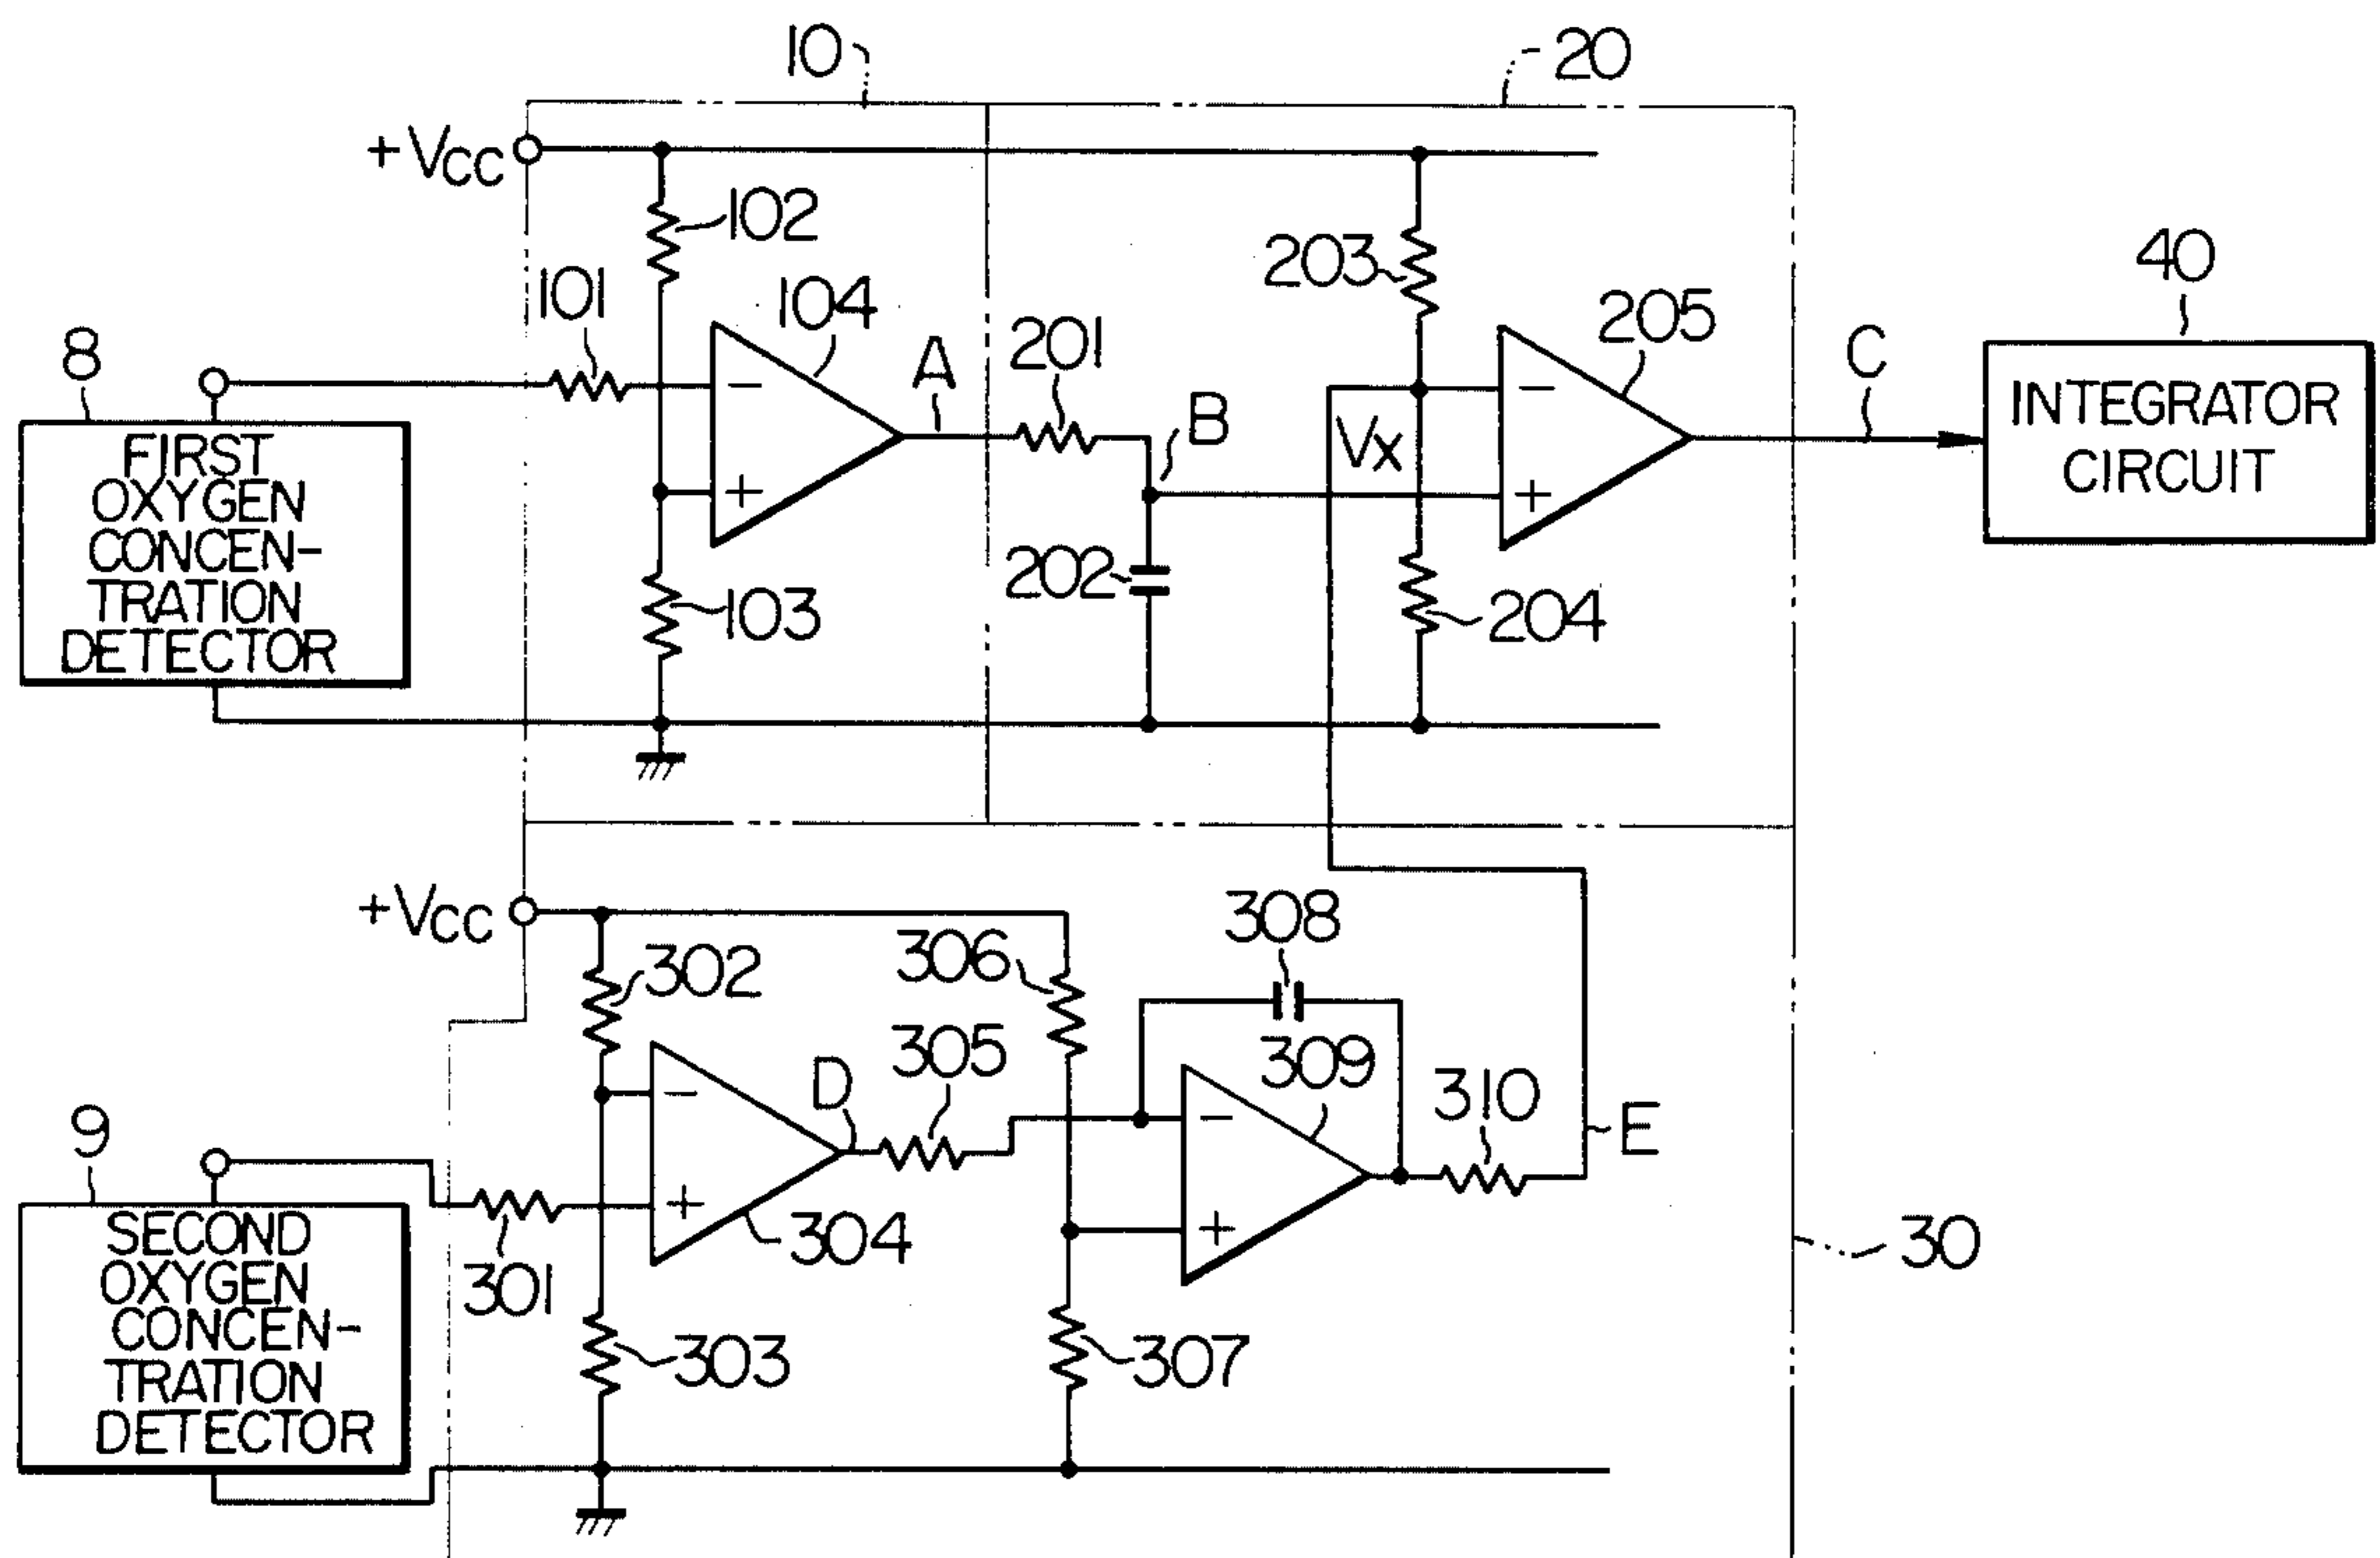 10
20
+VCC
102
203
40
101
104
201
205
8
A
B
C
FIRST
OXYGEN
CONCEN-
TRATION
DETECTOR
−
+
VX
−
+
INTEGRATOR
CIRCUIT
202
103
204
+VCC
302
306
308
305
309
310
9
D
E
−
+
−
+
SECOND
OXYGEN
CONCEN-
TRATION
DETECTOR
301
304
30
303
307